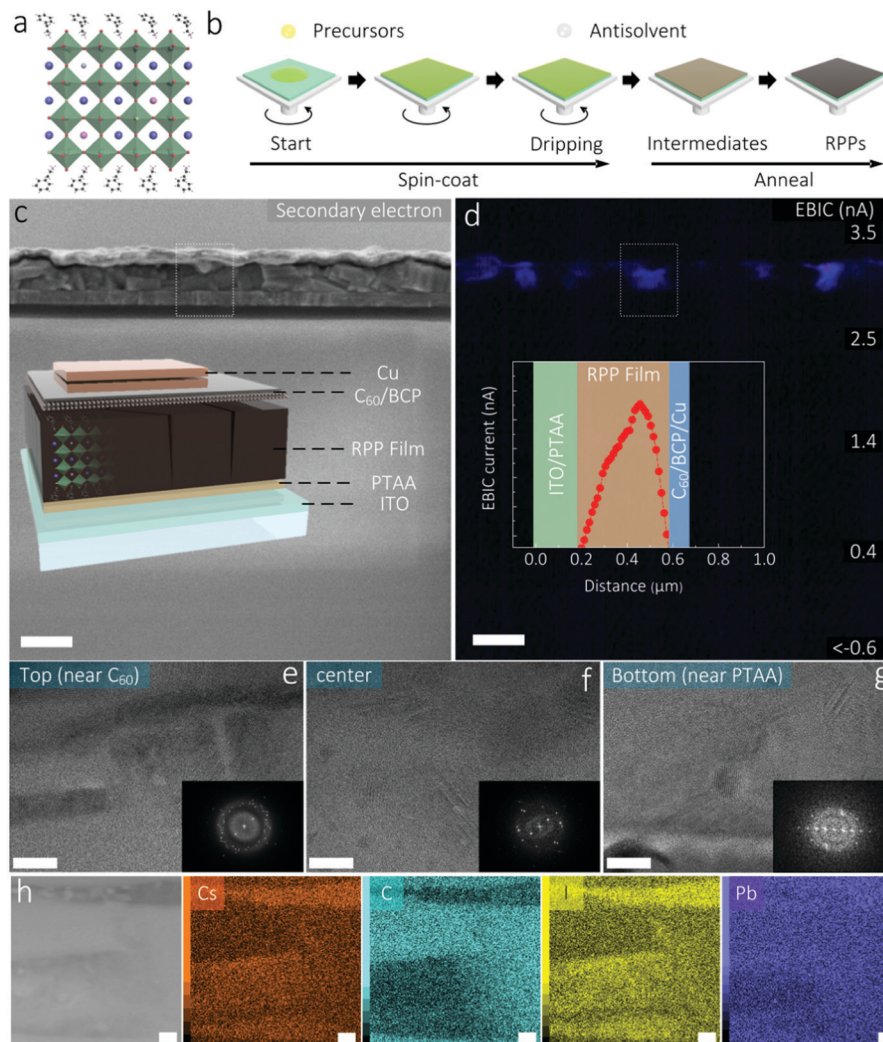 a
b
Precursors
Antisolvent
Start
Dripping
Intermediates
RPPs
Spin-coat
Anneal
c
Secondary electron
Cu
C₆₀/BCP
RPP Film
PTAA
ITO
d
EBIC (nA)
3.5
2.5
1.4
0.4
<-0.6
EBIC current (nA)
ITO/PTAA
RPP Film
C₆₀/BCP/Cu
0.0 0.2 0.4 0.6 0.8 1.0
Distance (μm)
Top (near C₆₀)
e
center
f
Bottom (near PTAA)
g
h
Cs
C
I
Pb